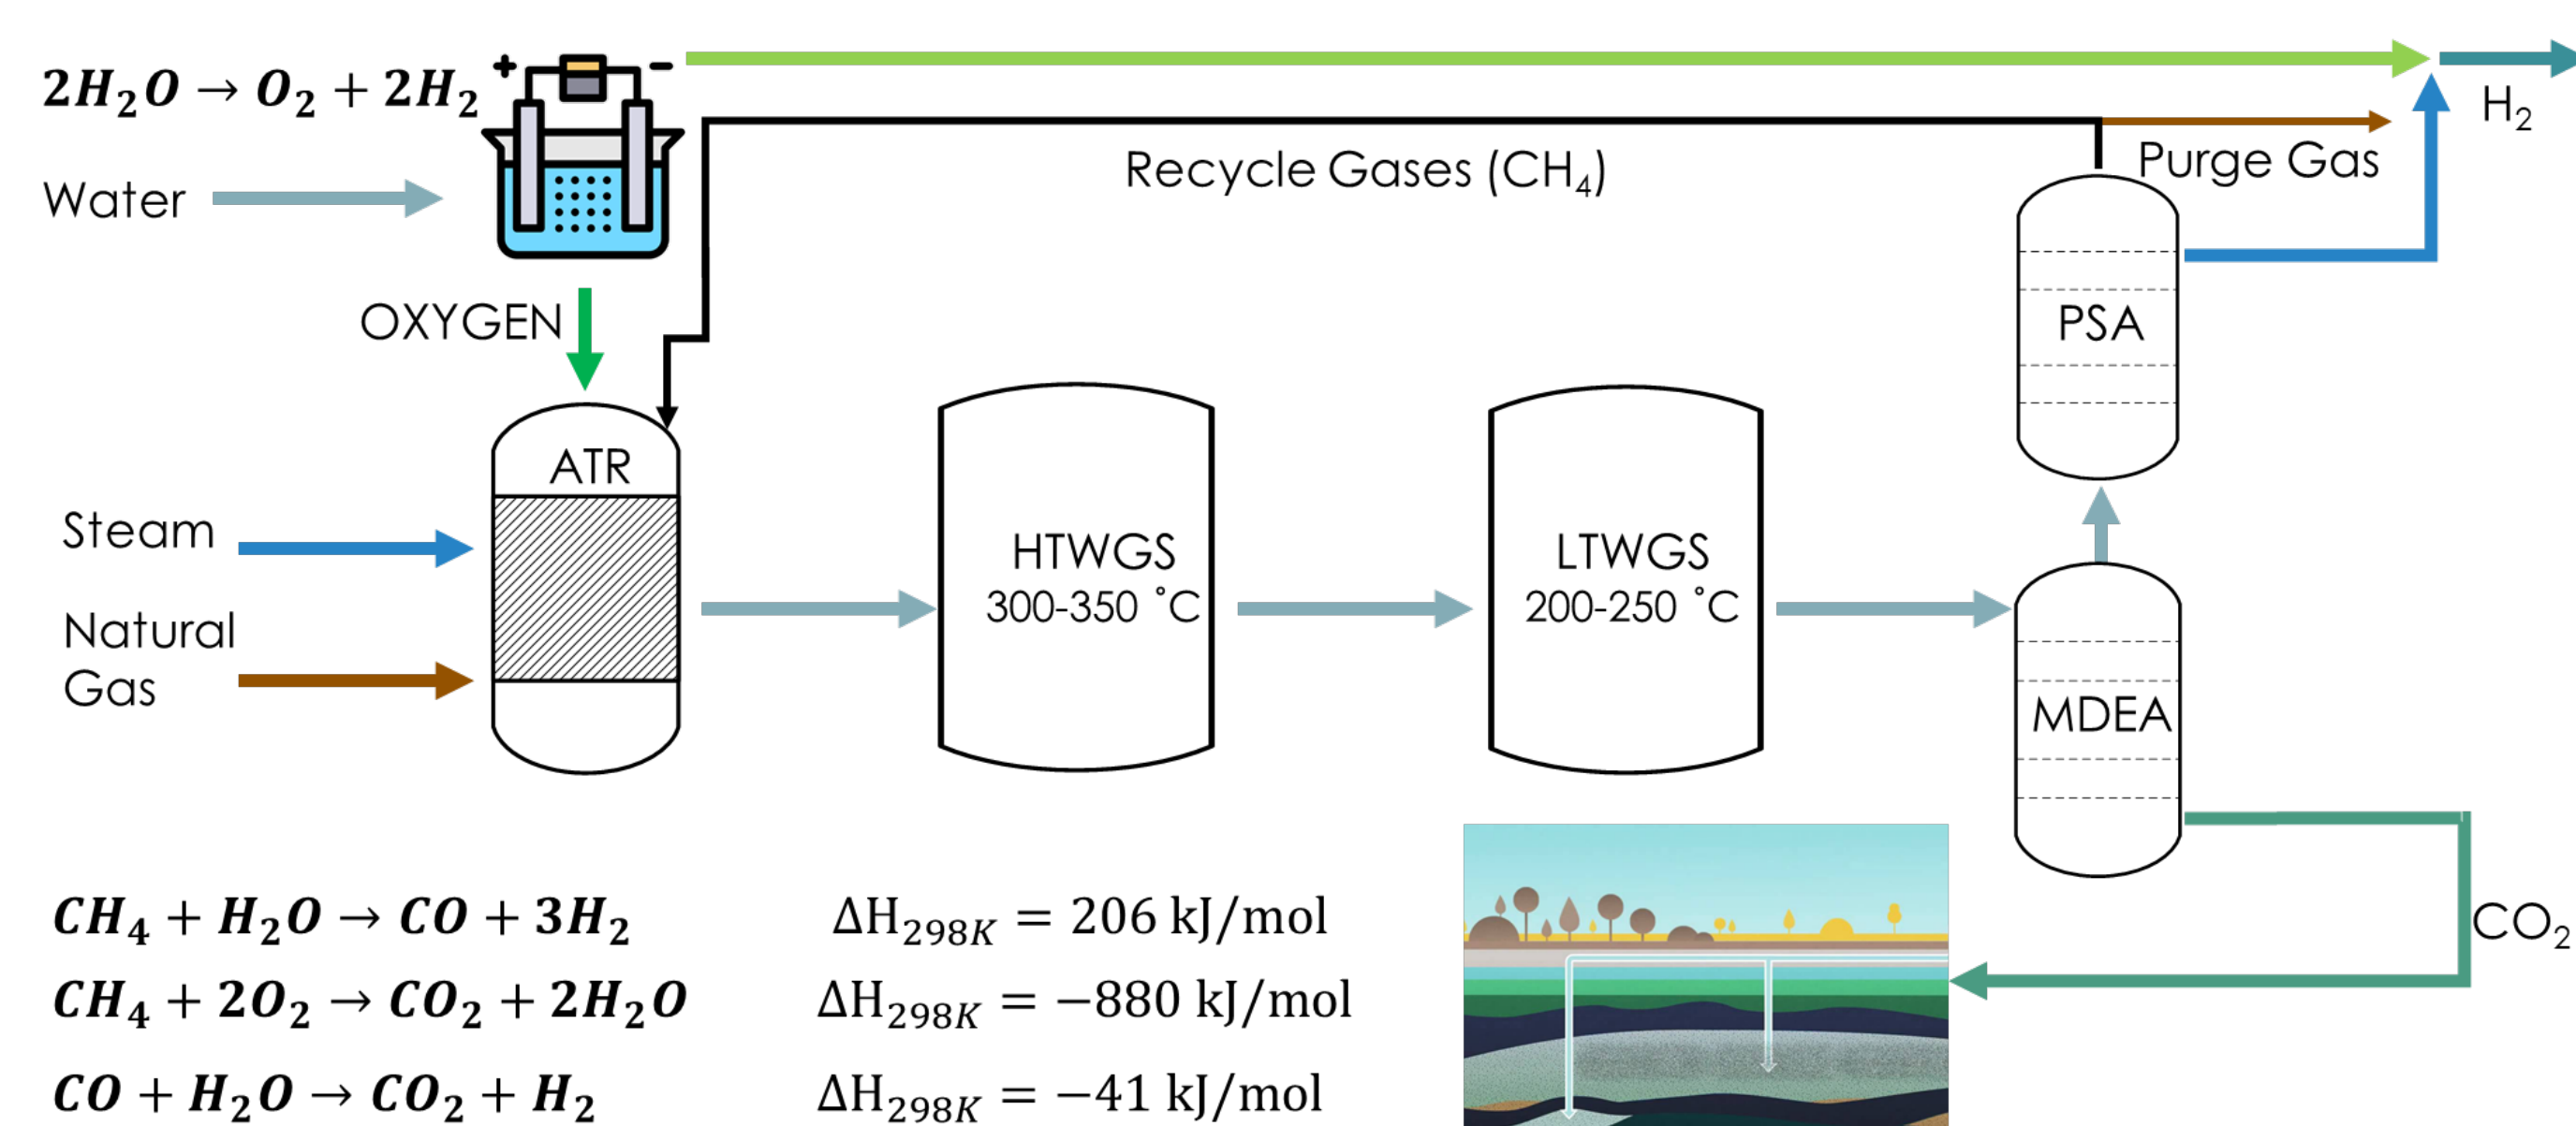 2H₂O → O₂ + 2H₂
+ −
Water
H₂
Recycle Gases (CH₄)
Purge Gas
OXYGEN
PSA
ATR
Steam
Natural
Gas
HTWGS
300-350 °C
LTWGS
200-250 °C
MDEA
CO₂
CH₄ + H₂O → CO + 3H₂
ΔH₂₉₈K = 206 kJ/mol
CH₄ + 2O₂ → CO₂ + 2H₂O
ΔH₂₉₈K = −880 kJ/mol
CO + H₂O → CO₂ + H₂
ΔH₂₉₈K = −41 kJ/mol